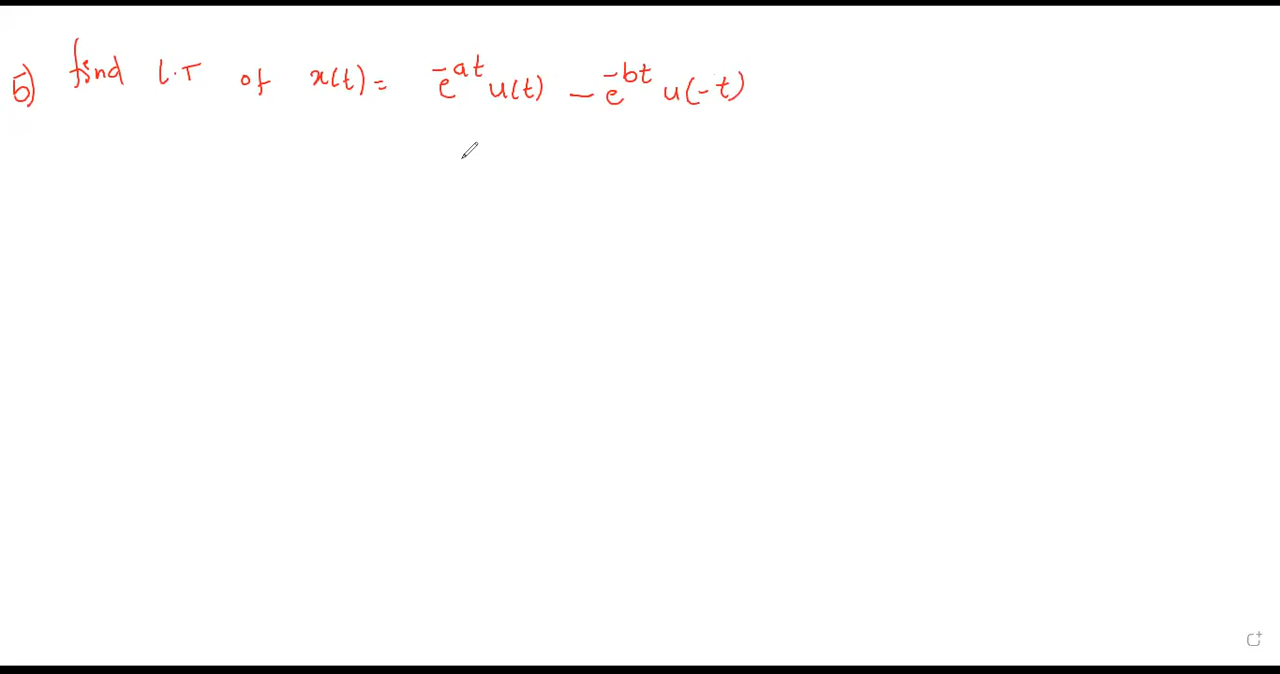 5) find L.T of x(t) = e^{-at} u(t) - e^{-bt} u(-t)